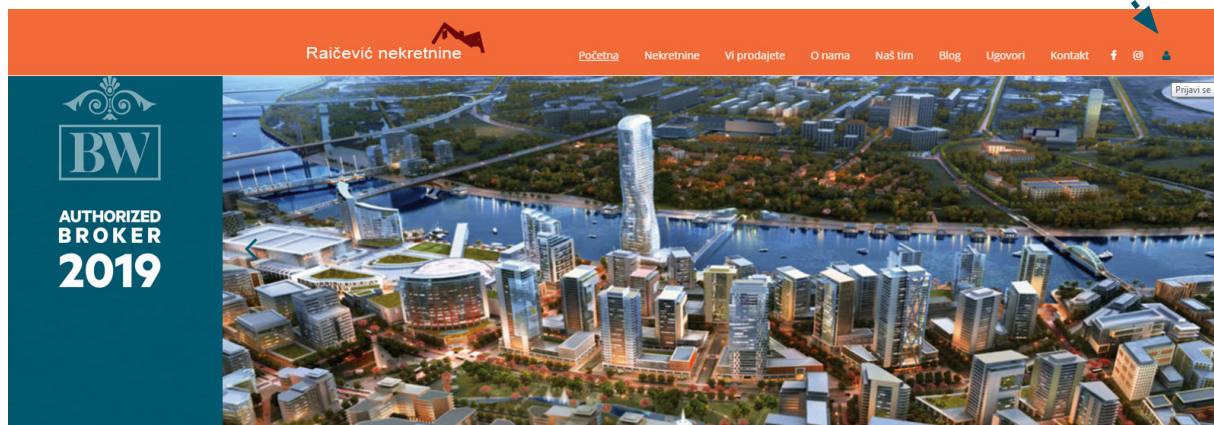 Raičević nekretnine
Početna Nekretnine Vi prodajete O nama Naš tim Blog Ugovori Kontakt
Prijavi se
BW
AUTHORIZED
BROKER
2019